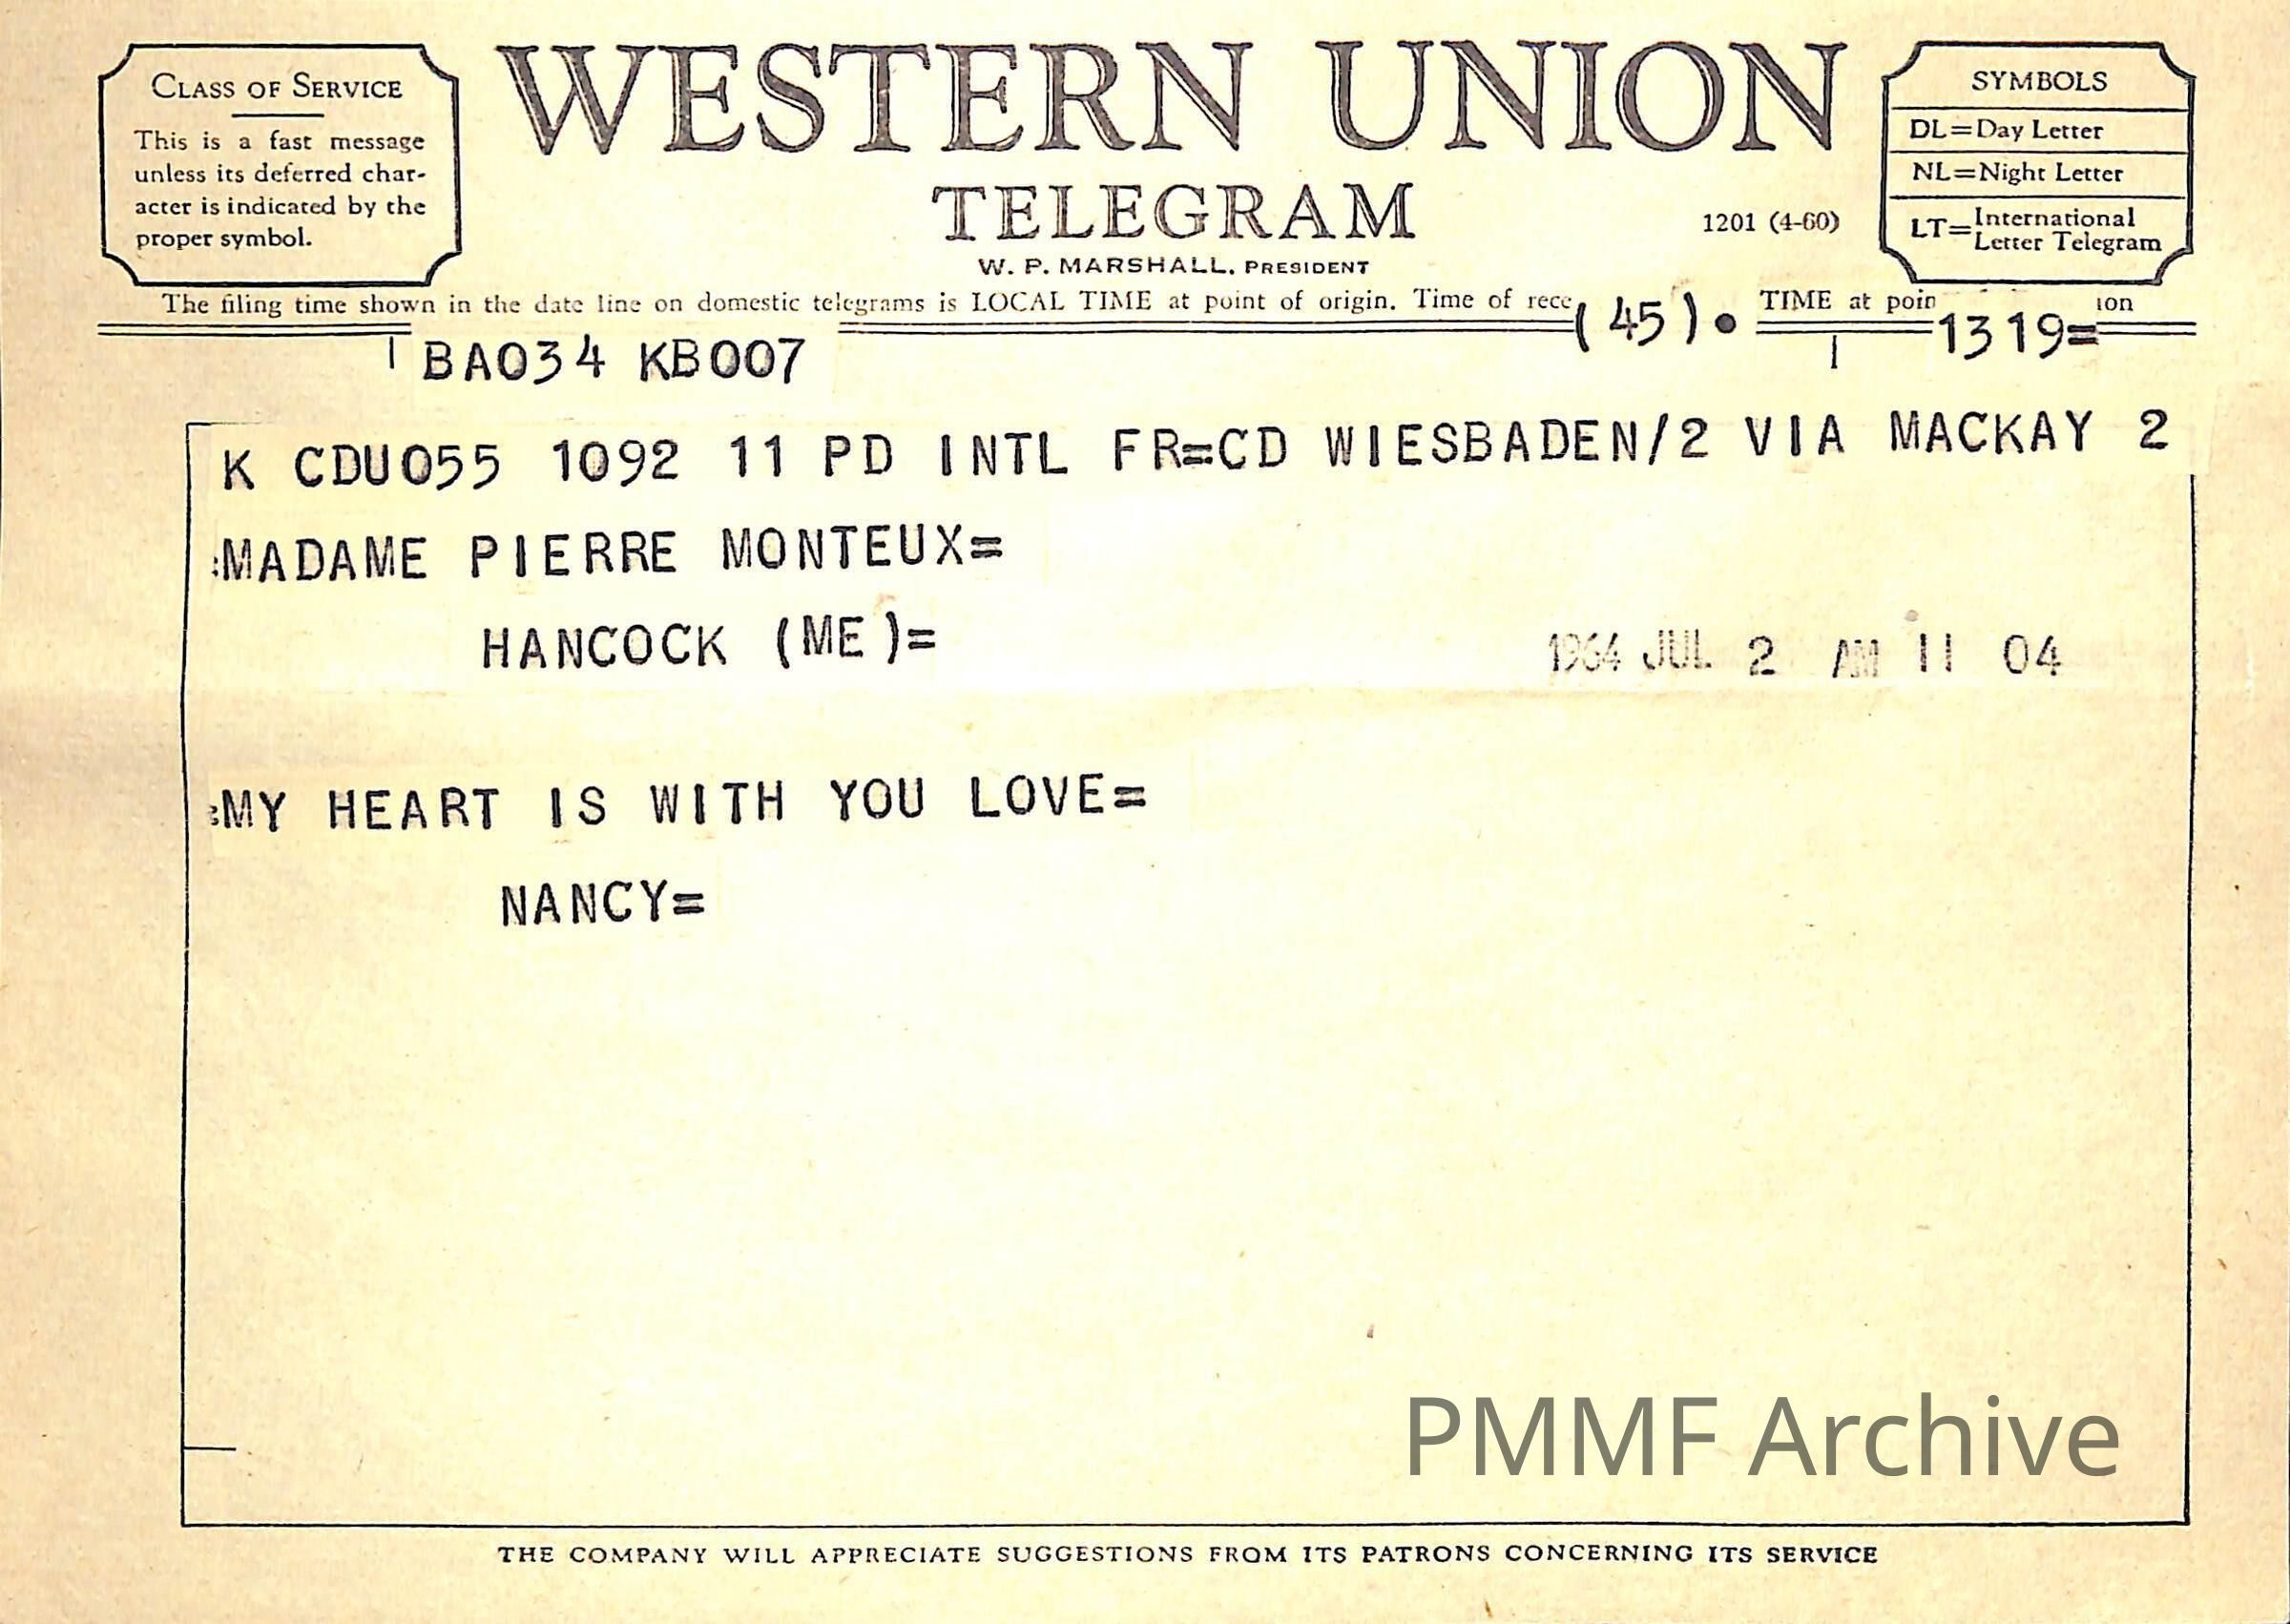 CLASS OF SERVICE
This is a fast message
unless its deferred char-
acter is indicated by the
proper symbol.
WESTERN UNION
TELEGRAM
W. P. MARSHALL, PRESIDENT
1201 (4-60)
SYMBOLS
DL=Day Letter
NL=Night Letter
LT=International
Letter Telegram
The filing time shown in the date line on domestic telegrams is LOCAL TIME at point of origin. Time of TIME at
(45). 1319=
BA034 KB007
K CDU055 1092 11 PD INTL FR=CD WIESBADEN/2 VIA MACKAY 2
:MADAME PIERRE MONTEUX=
HANCOCK (ME)=
1964 JUL 2 AM 11 04
:MY HEART IS WITH YOU LOVE=
NANCY=
PMMF Archive
THE COMPANY WILL APPRECIATE SUGGESTIONS FROM ITS PATRONS CONCERNING ITS SERVICE